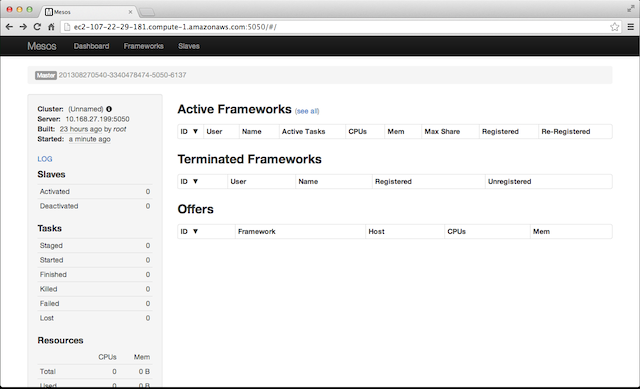 Mesos
ec2-107-22-29-181.compute-1.amazonaws.com:5050/#/
Mesos Dashboard Frameworks Slaves
Master 201308270540-3340478474-5050-6137
Cluster: (Unnamed)
Server: 10.168.27.199:5050
Built: 23 hours ago by root
Started: a minute ago
LOG
Slaves
Activated 0
Deactivated 0
Tasks
Staged 0
Started 0
Finished 0
Killed 0
Failed 0
Lost 0
Resources
CPUs Mem
Total 0 0 B
Used 0 0 B
Active Frameworks (see all)
ID ▼ User Name Active Tasks CPUs Mem Max Share Registered Re-Registered
Terminated Frameworks
ID ▼ User Name Registered Unregistered
Offers
ID ▼ Framework Host CPUs Mem